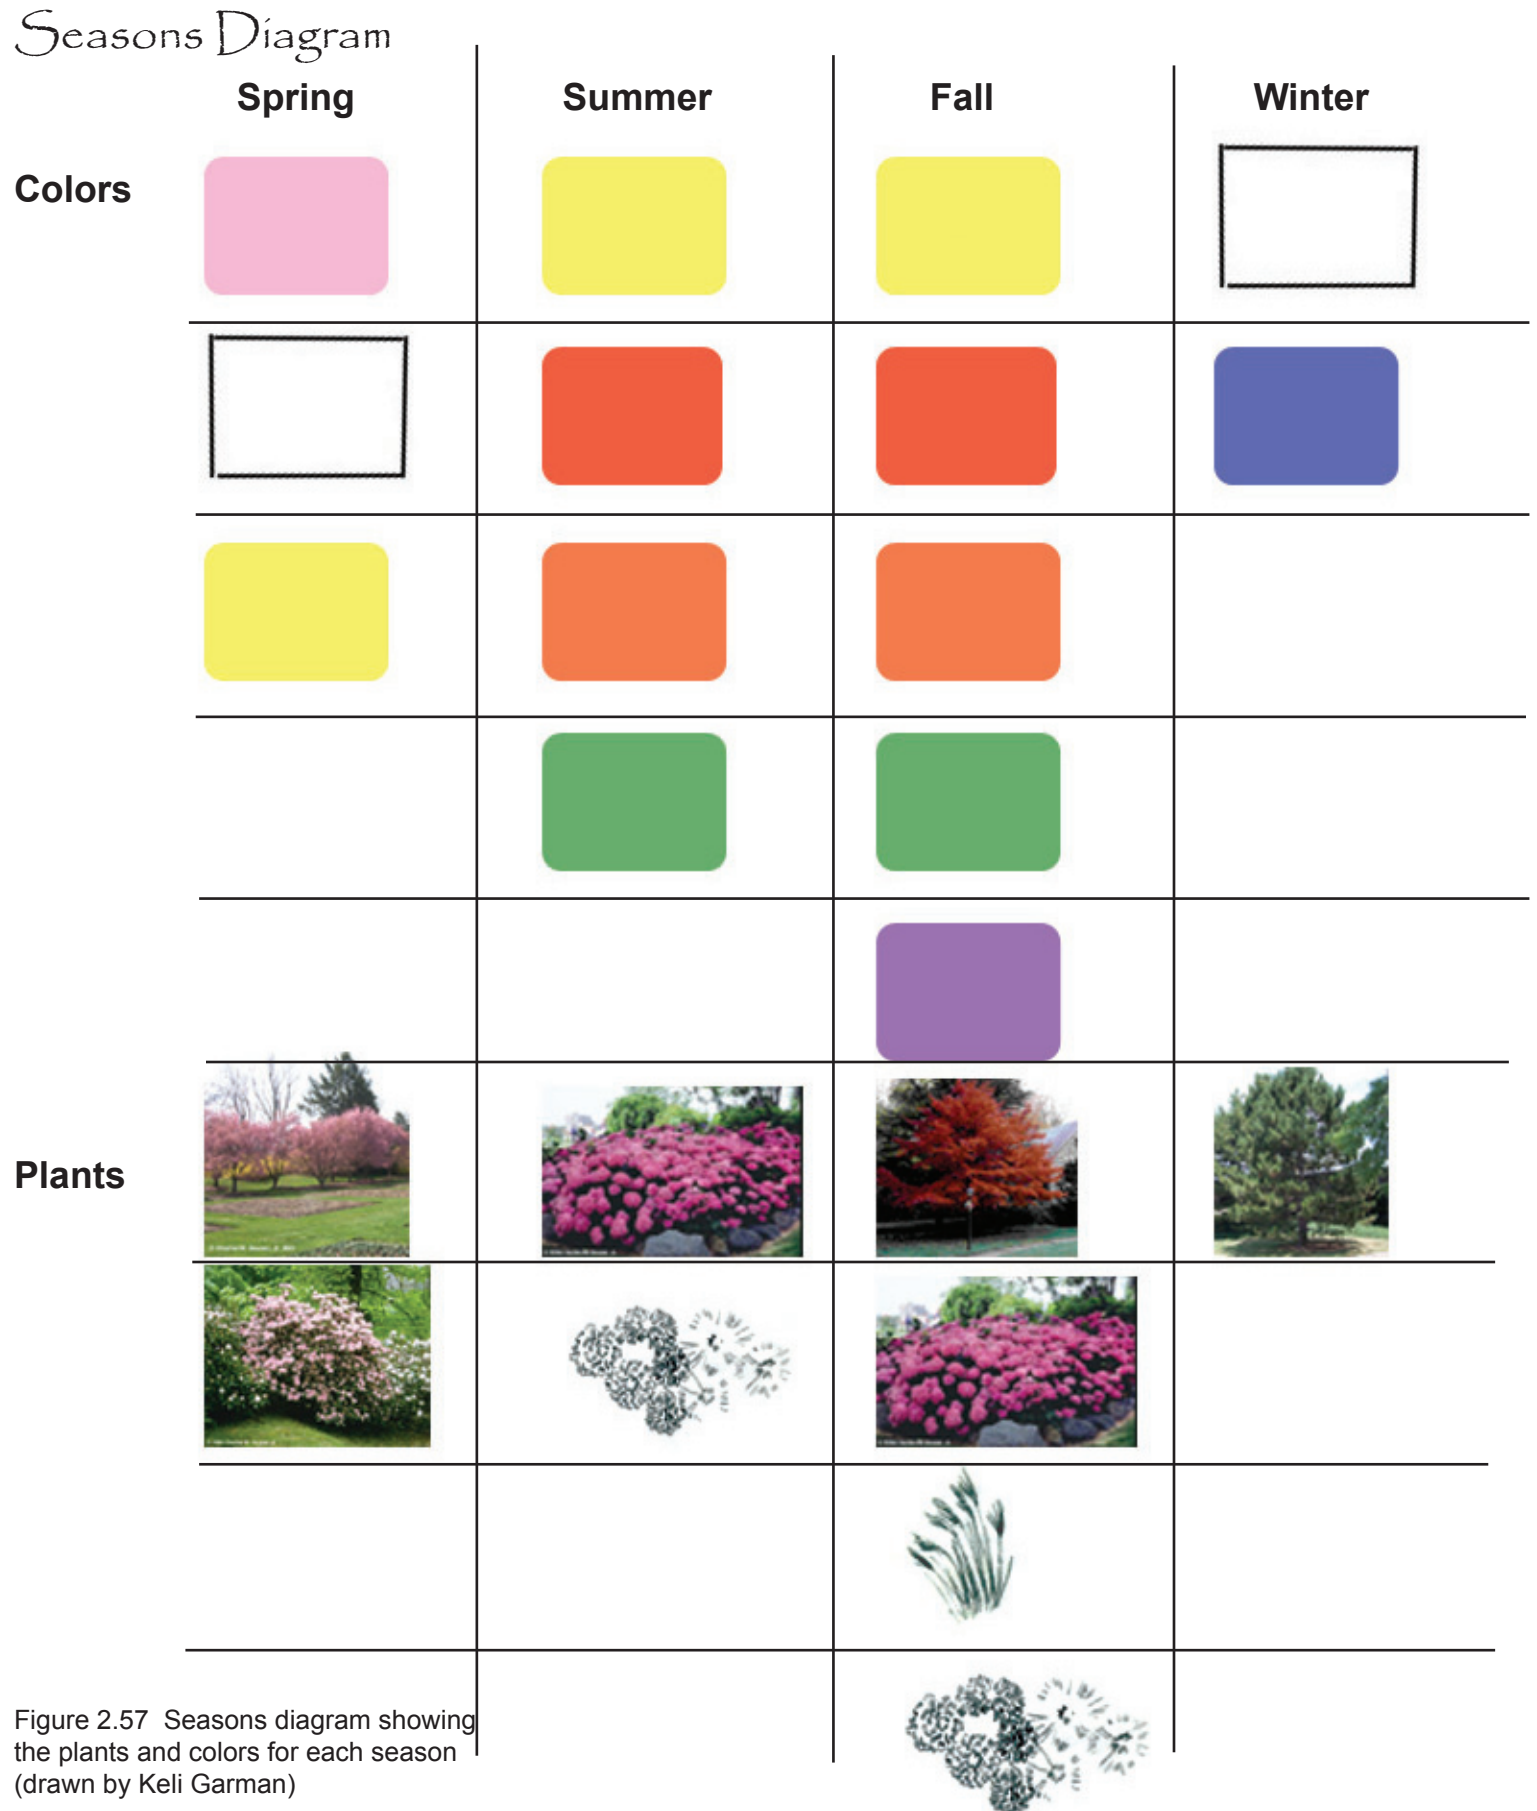 Seasons Diagram
Spring Summer Fall Winter
Colors
Plants
Figure 2.57 Seasons diagram showing
the plants and colors for each season
(drawn by Keli Garman)